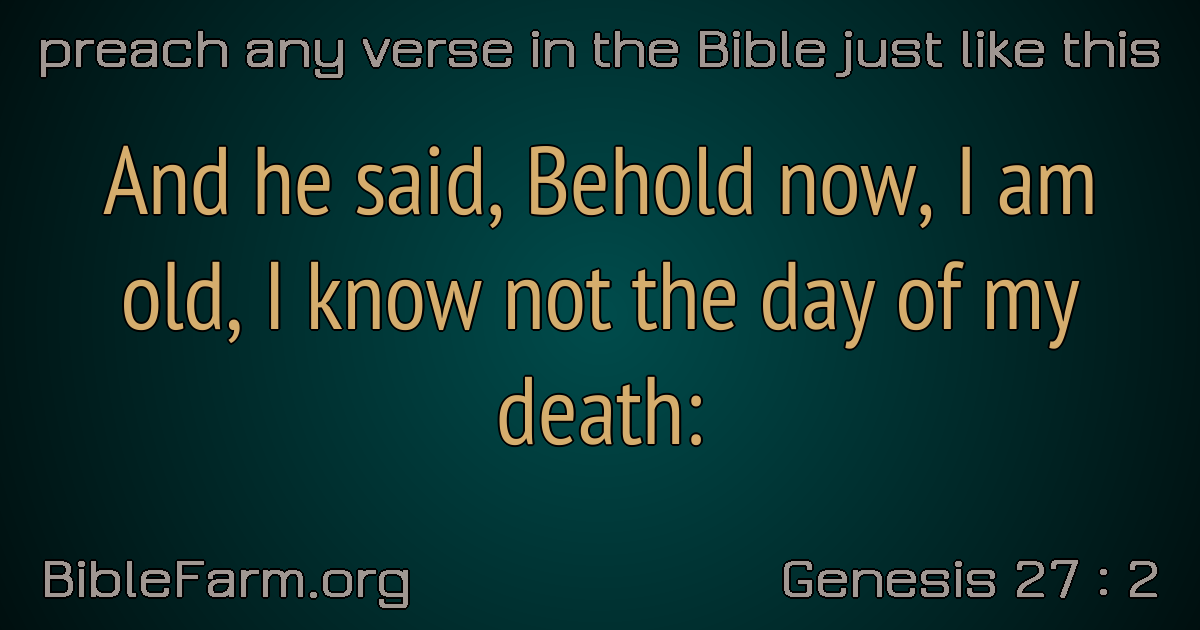 preach any verse in the Bible just like this
And he said, Behold now, I am
old, I know not the day of my
death:
BibleFarm.org
Genesis 27 : 2